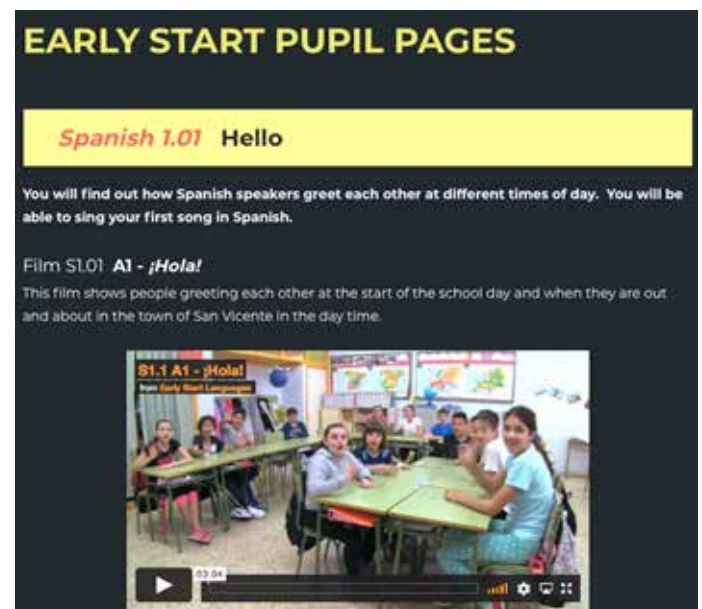 EARLY START PUPIL PAGES
Spanish 1.01 Hello
You will find out how Spanish speakers greet each other at different times of day. You will be
able to sing your first song in Spanish.
Film S1.01 A1 - ¡Hola!
This film shows people greeting each other at the start of the school day and when they are out
and about in the town of San Vicente in the day time.
S1.1 A1 - ¡Hola!
from Early Start Languages
03:04